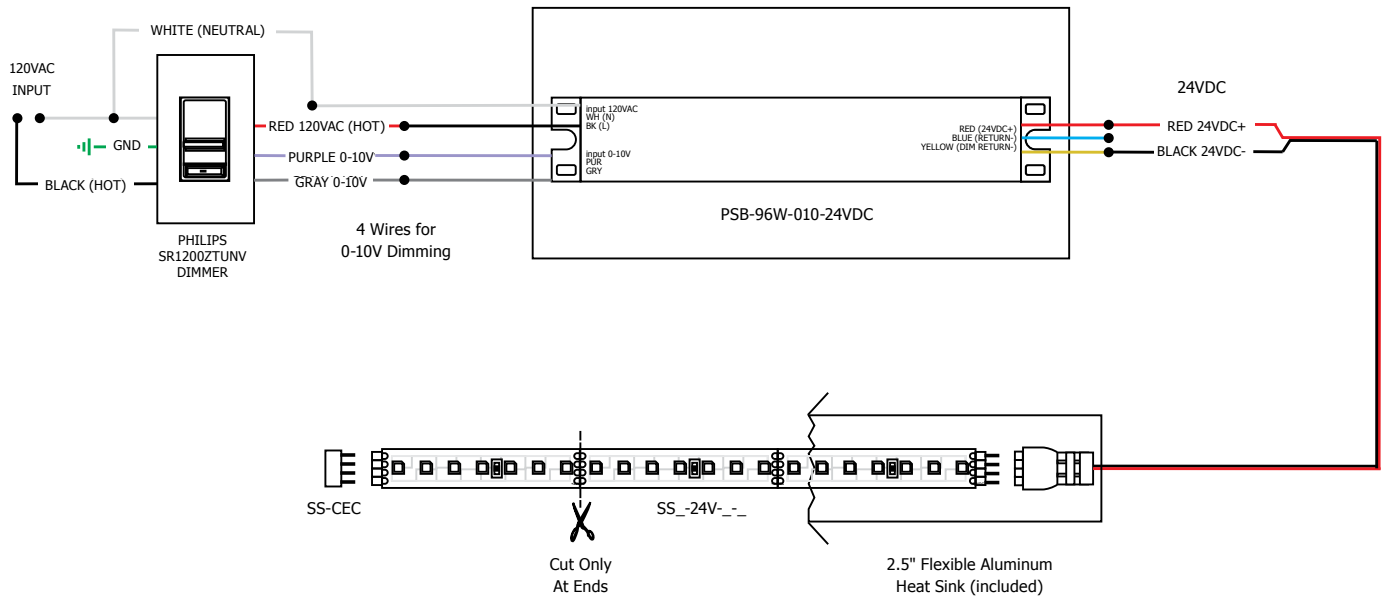 WHITE (NEUTRAL)
120VAC
INPUT
GND
BLACK (HOT)
PHILIPS
SR1200ZTUNV
DIMMER
RED 120VAC (HOT)
PURPLE 0-10V
GRAY 0-10V
4 Wires for
0-10V Dimming
input 120VAC
WH (N)
BK (L)
input 0-10V
PUR
GRY
RED (24VDC+)
BLUE (RETURN-)
YELLOW (DIM RETURN-)
PSB-96W-010-24VDC
24VDC
RED 24VDC+
BLACK 24VDC-
SS-CEC
SS_-24V-_-_
Cut Only
At Ends
2.5" Flexible Aluminum
Heat Sink (included)